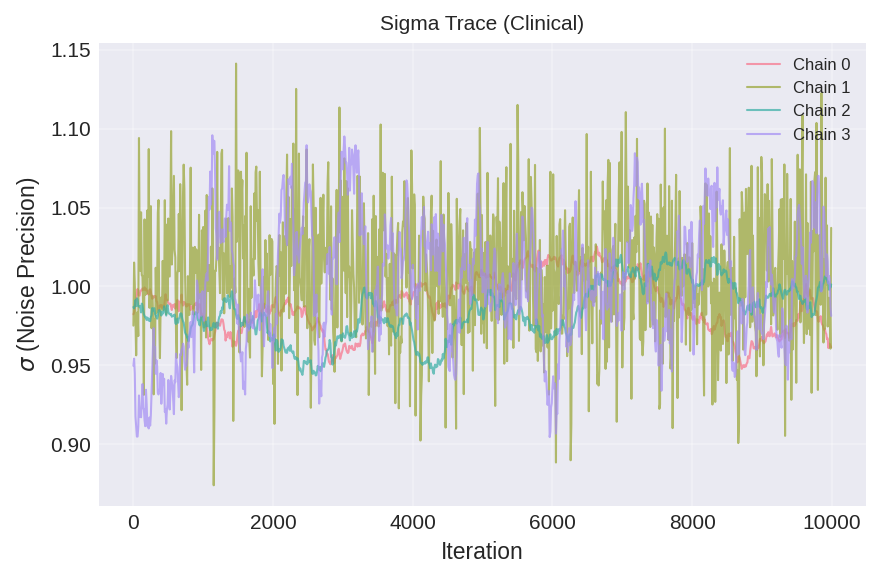 Sigma Trace (Clinical)
1.15
1.10
1.05
1.00
0.95
0.90
σ (Noise Precision)
Chain 0
Chain 1
Chain 2
Chain 3
0 2000 4000 6000 8000 10000
Iteration